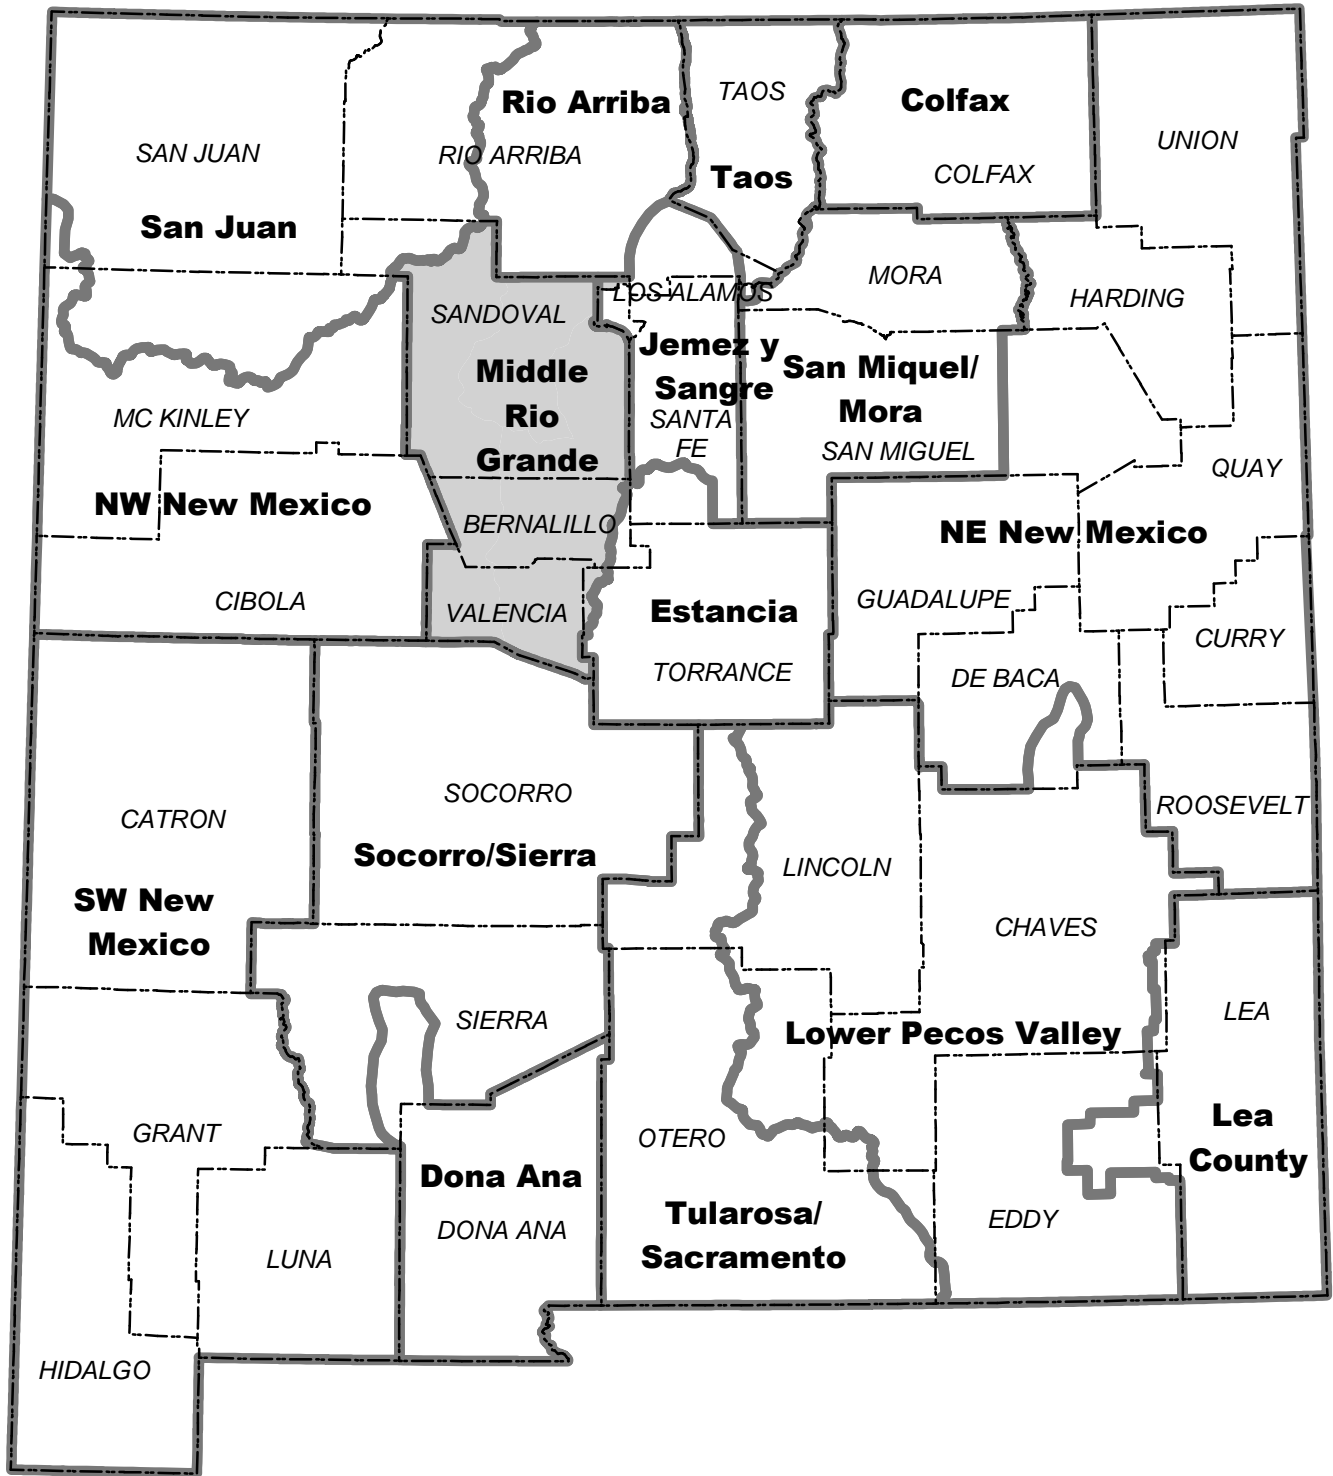 TAOS
Rio Arriba
Colfax
UNION
SAN JUAN
RIO ARRIBA
COLFAX
Taos
San Juan
MORA
HARDING
LOS ALAMOS
SANDOVAL
Jemez y
Sangre
Middle
Rio
Grande
San Miquel/
Mora
MC KINLEY
SANTA
FE
SAN MIGUEL
QUAY
NW New Mexico
BERNALILLO
NE New Mexico
CIBOLA
VALENCIA
Estancia
GUADALUPE
CURRY
TORRANCE
DE BACA
SOCORRO
ROOSEVELT
CATRON
Socorro/Sierra
LINCOLN
SW New
Mexico
CHAVES
SIERRA
Lower Pecos Valley
LEA
GRANT
OTERO
Lea
County
Dona Ana
DONA ANA
Tularosa/
Sacramento
EDDY
LUNA
HIDALGO